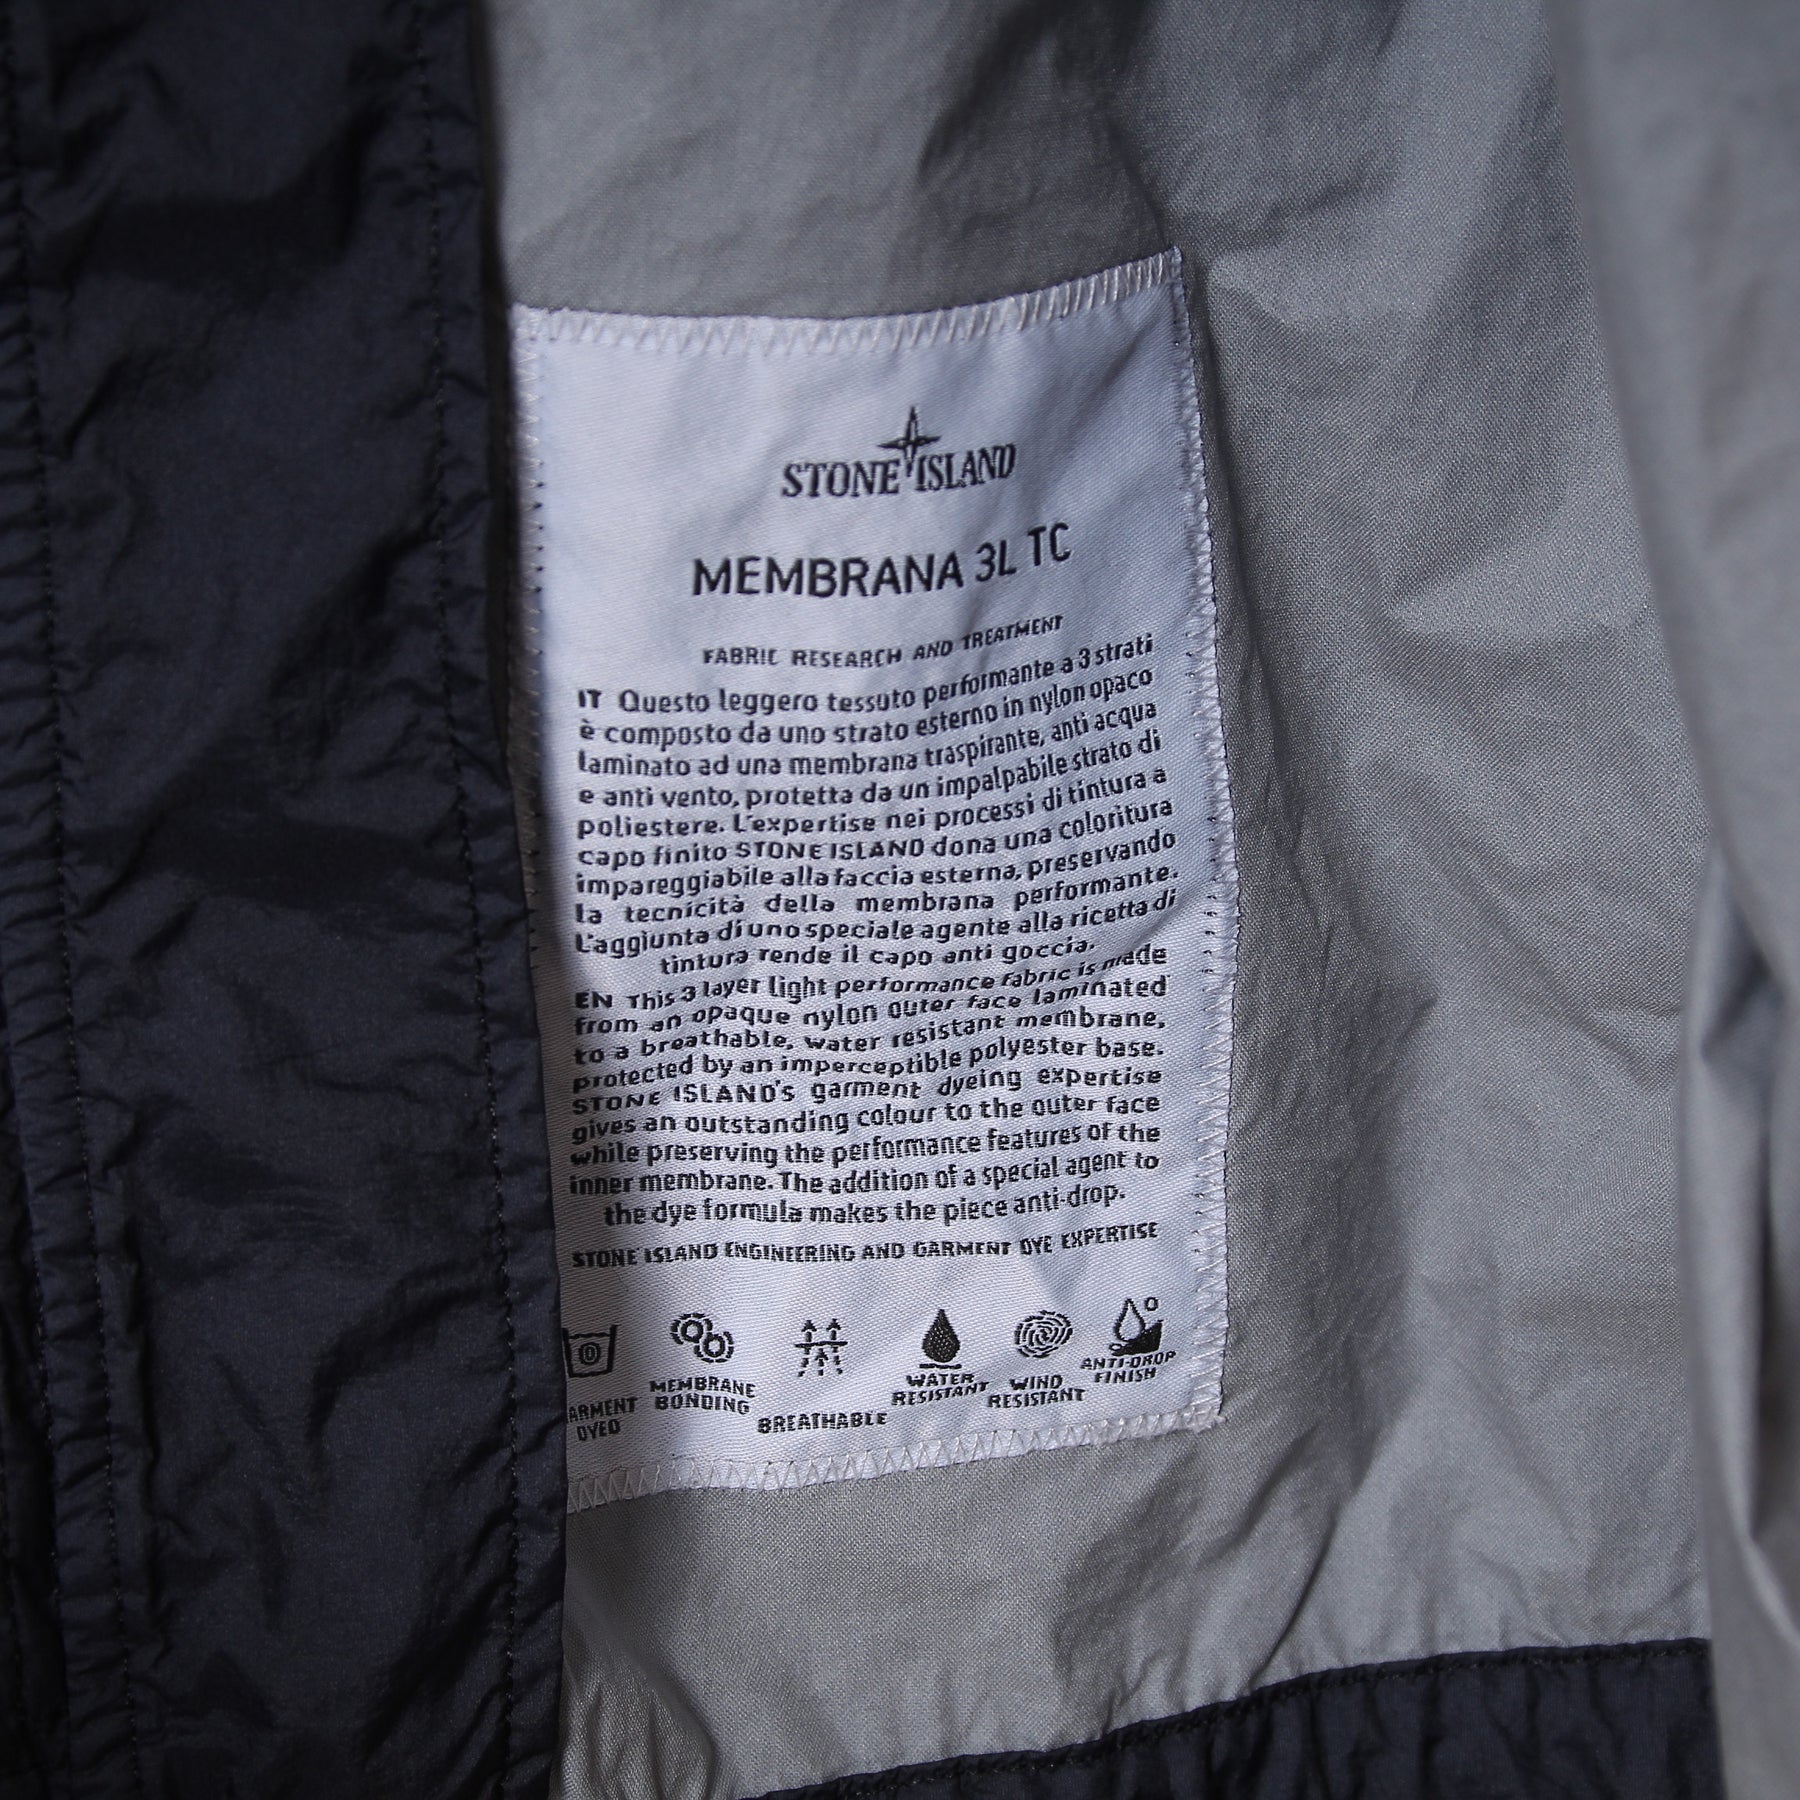 STONE ISLAND
MEMBRANA 3L TC
FABRIC RESEARCH AND TREATMENT
IT Questo leggero tessuto performante a 3 strati
è composto da uno strato esterno in nylon opaco
laminato ad una membrana traspirante, anti acqua
e anti vento, protetta da un impalpabile strato di
poliestere. L'expertise nei processi di tintura a
capo finito STONE ISLAND dona una coloritura
impareggiabile alla faccia esterna, preservando
la tecnicità della membrana performante.
L'aggiunta di uno speciale agente alla ricetta di
tintura rende il capo anti goccia.
EN This 3 layer light performance fabric is made
from an opaque nylon outer face laminated
to a breathable, water resistant membrane,
protected by an imperceptible polyester base.
STONE ISLAND's garment dyeing expertise
gives an outstanding colour to the outer face
while preserving the performance features of the
inner membrane. The addition of a special agent to
the dye formula makes the piece anti-drop.
STONE ISLAND ENGINEERING AND GARMENT DYE EXPERTISE
ARMENT
DYED
MEMBRANE
BONDING
BREATHABLE
WATER
RESISTANT
WIND
RESISTANT
ANTI-DROP
FINISH